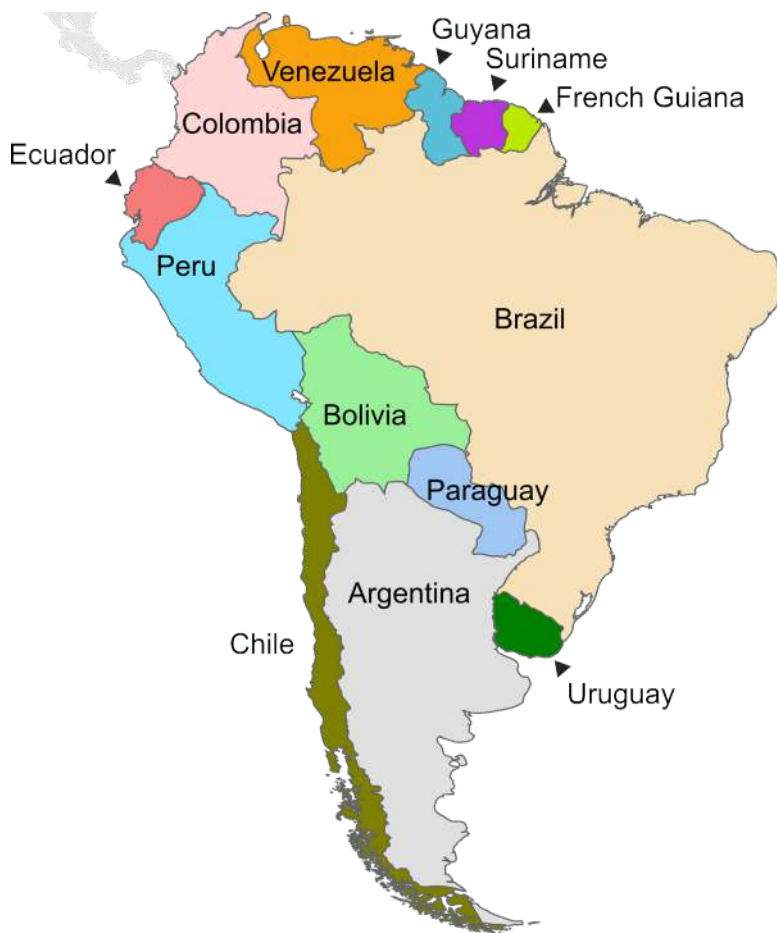 Guyana
Suriname
Venezuela
French Guiana
Colombia
Ecuador
Peru
Brazil
Bolivia
Paraguay
Argentina
Chile
Uruguay